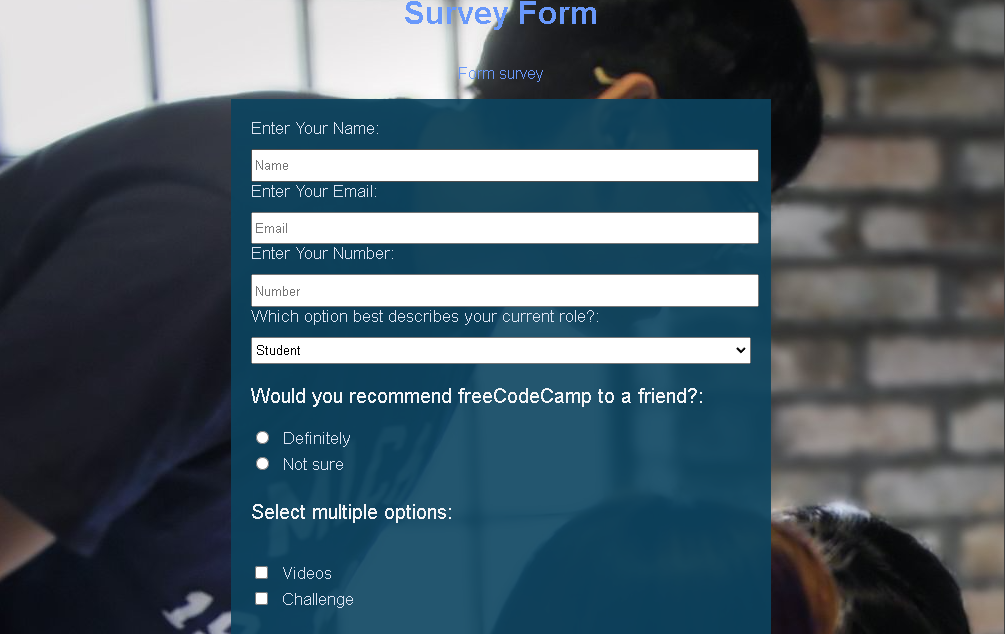 Survey Form
Form survey
Enter Your Name:
Name
Enter Your Email:
Email
Enter Your Number:
Number
Which option best describes your current role?:
Student
Would you recommend freeCodeCamp to a friend?:
Definitely
Not sure
Select multiple options:
Videos
Challenge